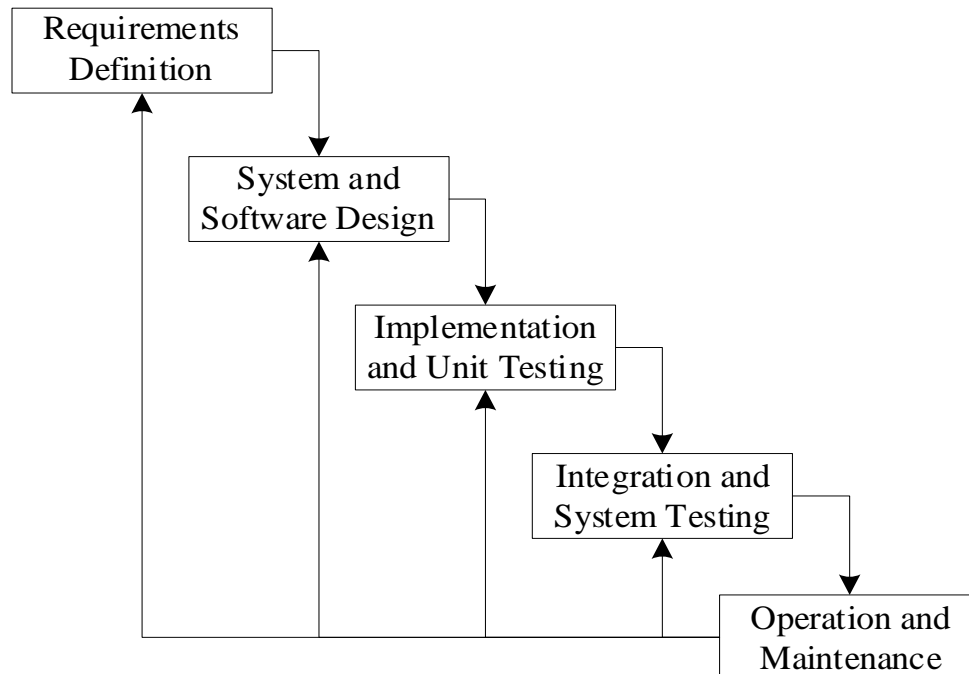 Requirements
Definition
System and
Software Design
Implementation
and Unit Testing
Integration and
System Testing
Operation and
Maintenance